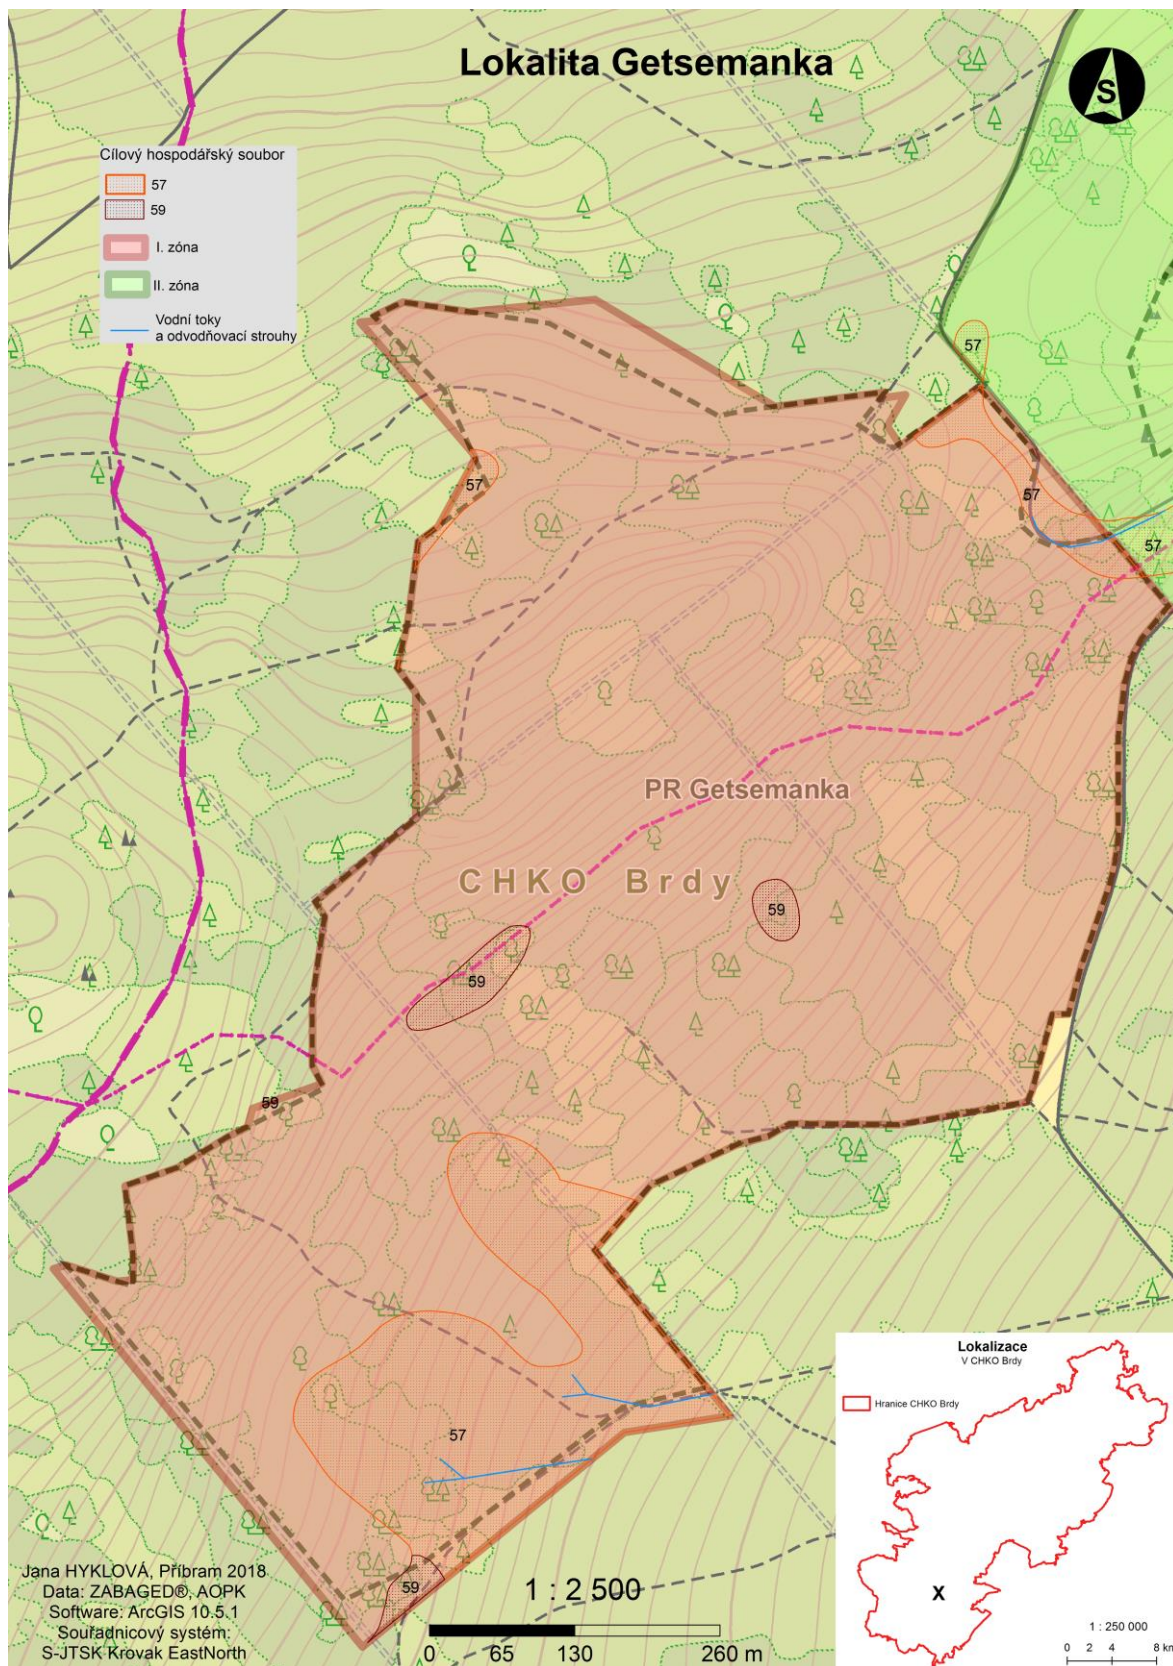 Lokalita Getsemanka
S
Cílový hospodářský soubor
57
59
I. zóna
II. zóna
Vodní toky
a odvodňovací strouhy
57
57
57
57
PR Getsemanka
CHKO Brdy
59
59
59
57
59
Jana HYKLOVÁ, Příbram 2018
Data: ZABAGED®, AOPK
Software: ArcGIS 10.5.1
Souřadnicový systém:
S-JTSK Krovak EastNorth
1 : 2 500
0 65 130 260 m
Lokalizace
V CHKO Brdy
Hranice CHKO Brdy
X
1 : 250 000
0 2 4 8 km